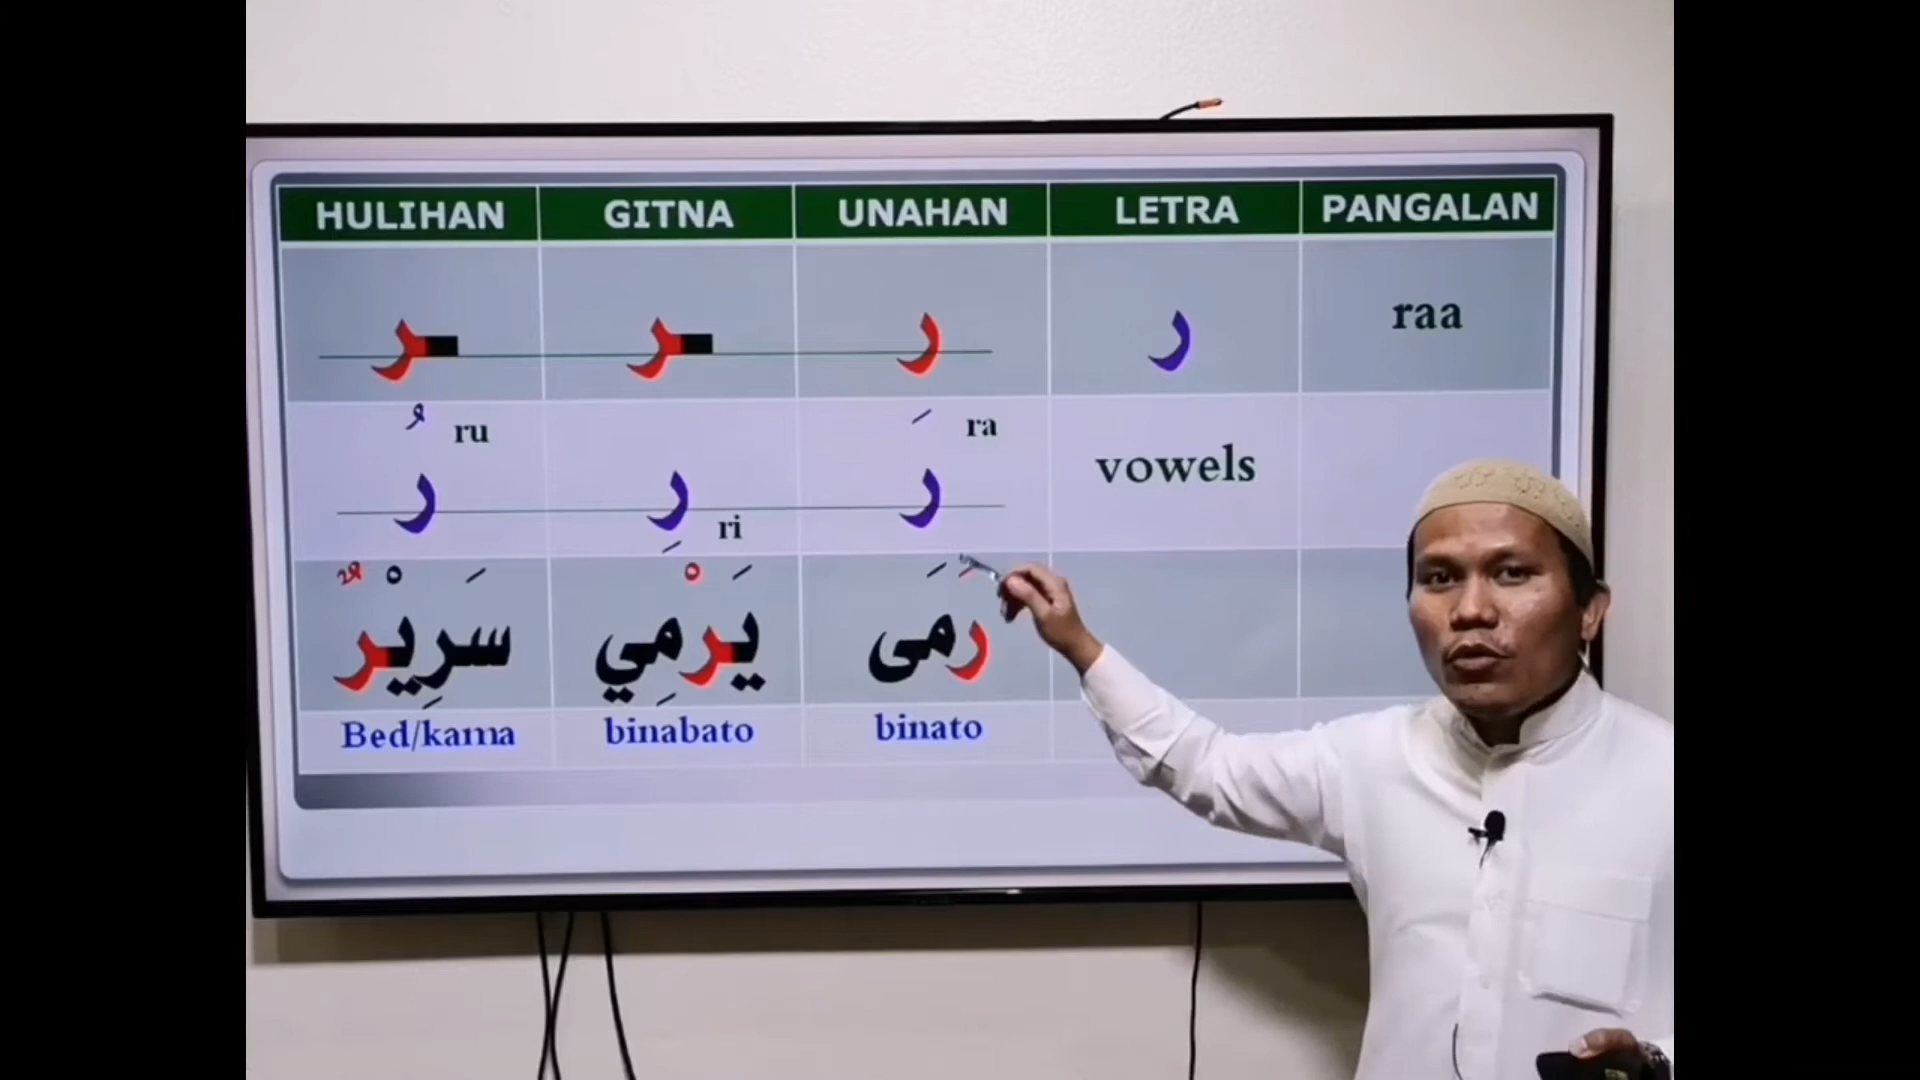 HULIHAN GITNA UNAHAN LETRA PANGALAN
ـر ـر ر ر raa
رُ ru رِ ri رَ ra vowels
سَرِيْرٌ يَرْمِي رَمَى
Bed/kama binabato binato